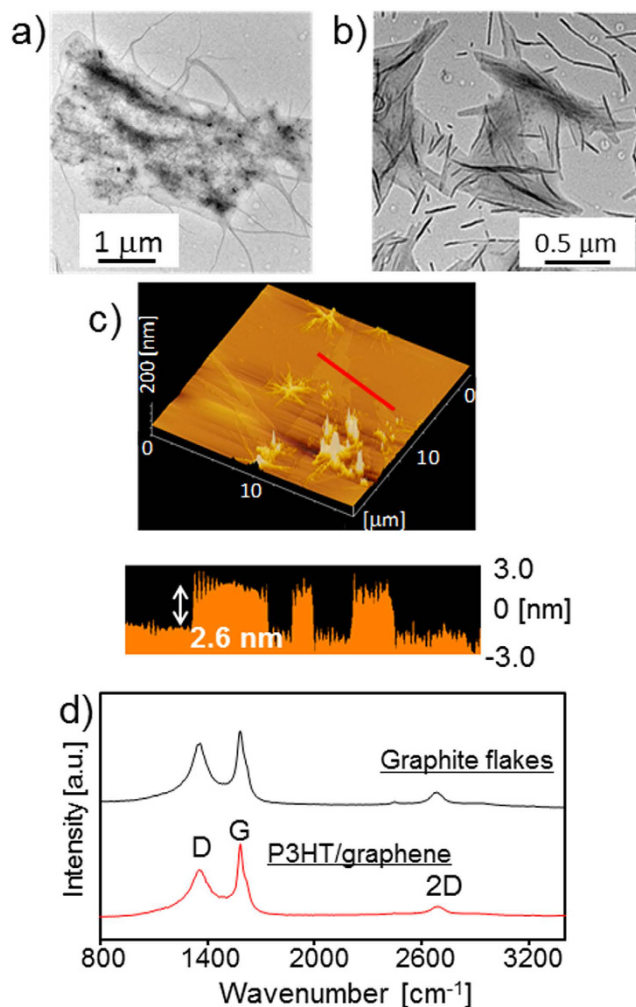 a)
1 μm
b)
0.5 μm
c)
200 [nm]
0
10
[μm]
10
0
3.0
0 [nm]
-3.0
2.6 nm
d)
Intensity [a.u.]
Graphite flakes
D
G
P3HT/graphene
2D
800 1400 2000 2600 3200
Wavenumber [cm⁻¹]